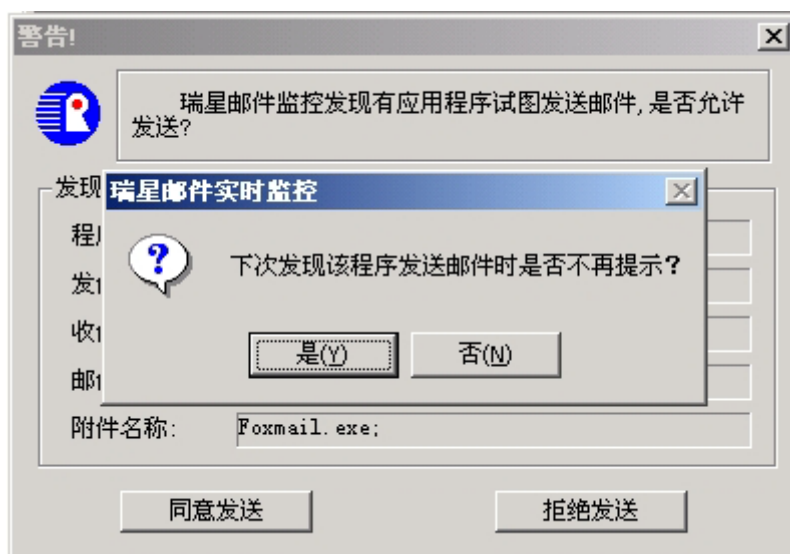 警告!
瑞星邮件监控发现有应用程序试图发送邮件,是否允许
发送?
发现
瑞星邮件实时监控
程
下次发现该程序发送邮件时是否不再提示?
发
收
是(Y)
否(N)
邮
附件名称:
Foxmail.exe;
同意发送
拒绝发送